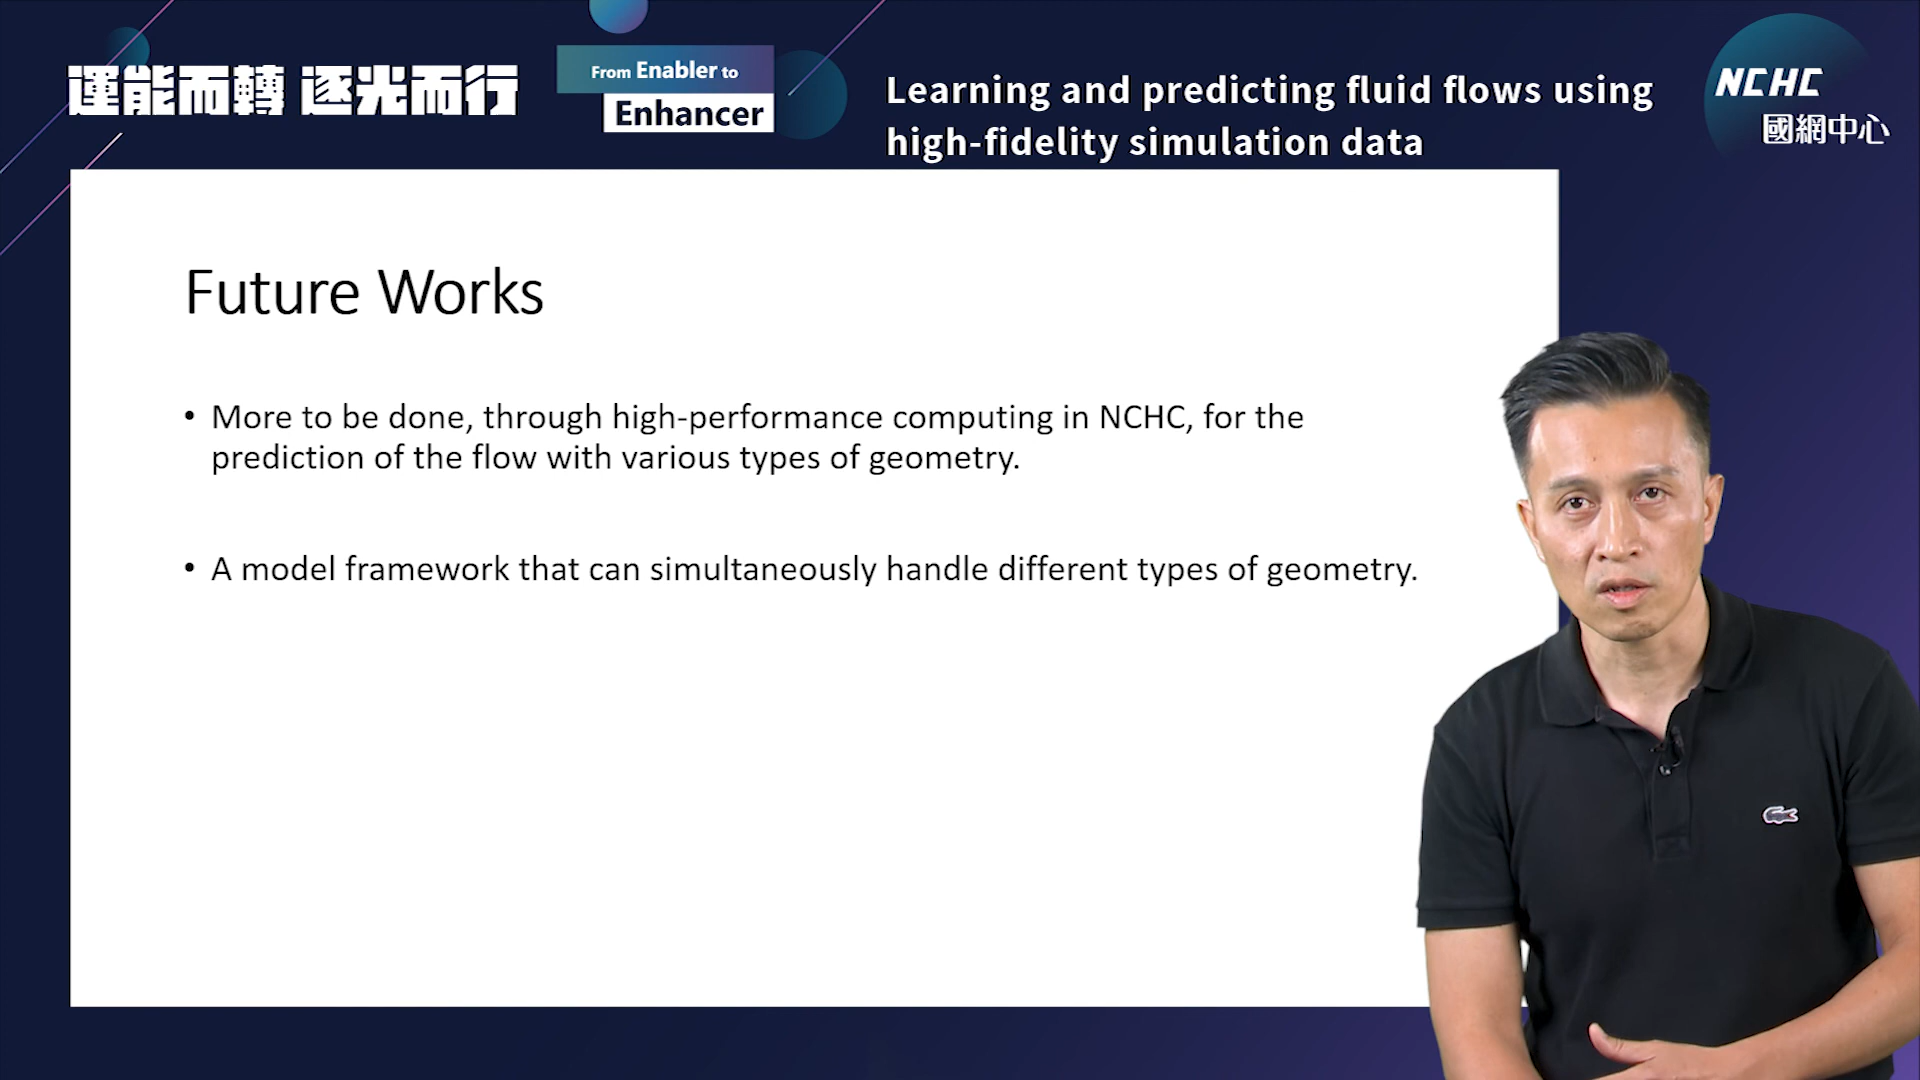 運能而轉 逐光而行
From Enabler to
Enhancer
Learning and predicting fluid flows using
high-fidelity simulation data
NCHC
國網中心
Future Works
• More to be done, through high-performance computing in NCHC, for the
prediction of the flow with various types of geometry.
• A model framework that can simultaneously handle different types of geometry.